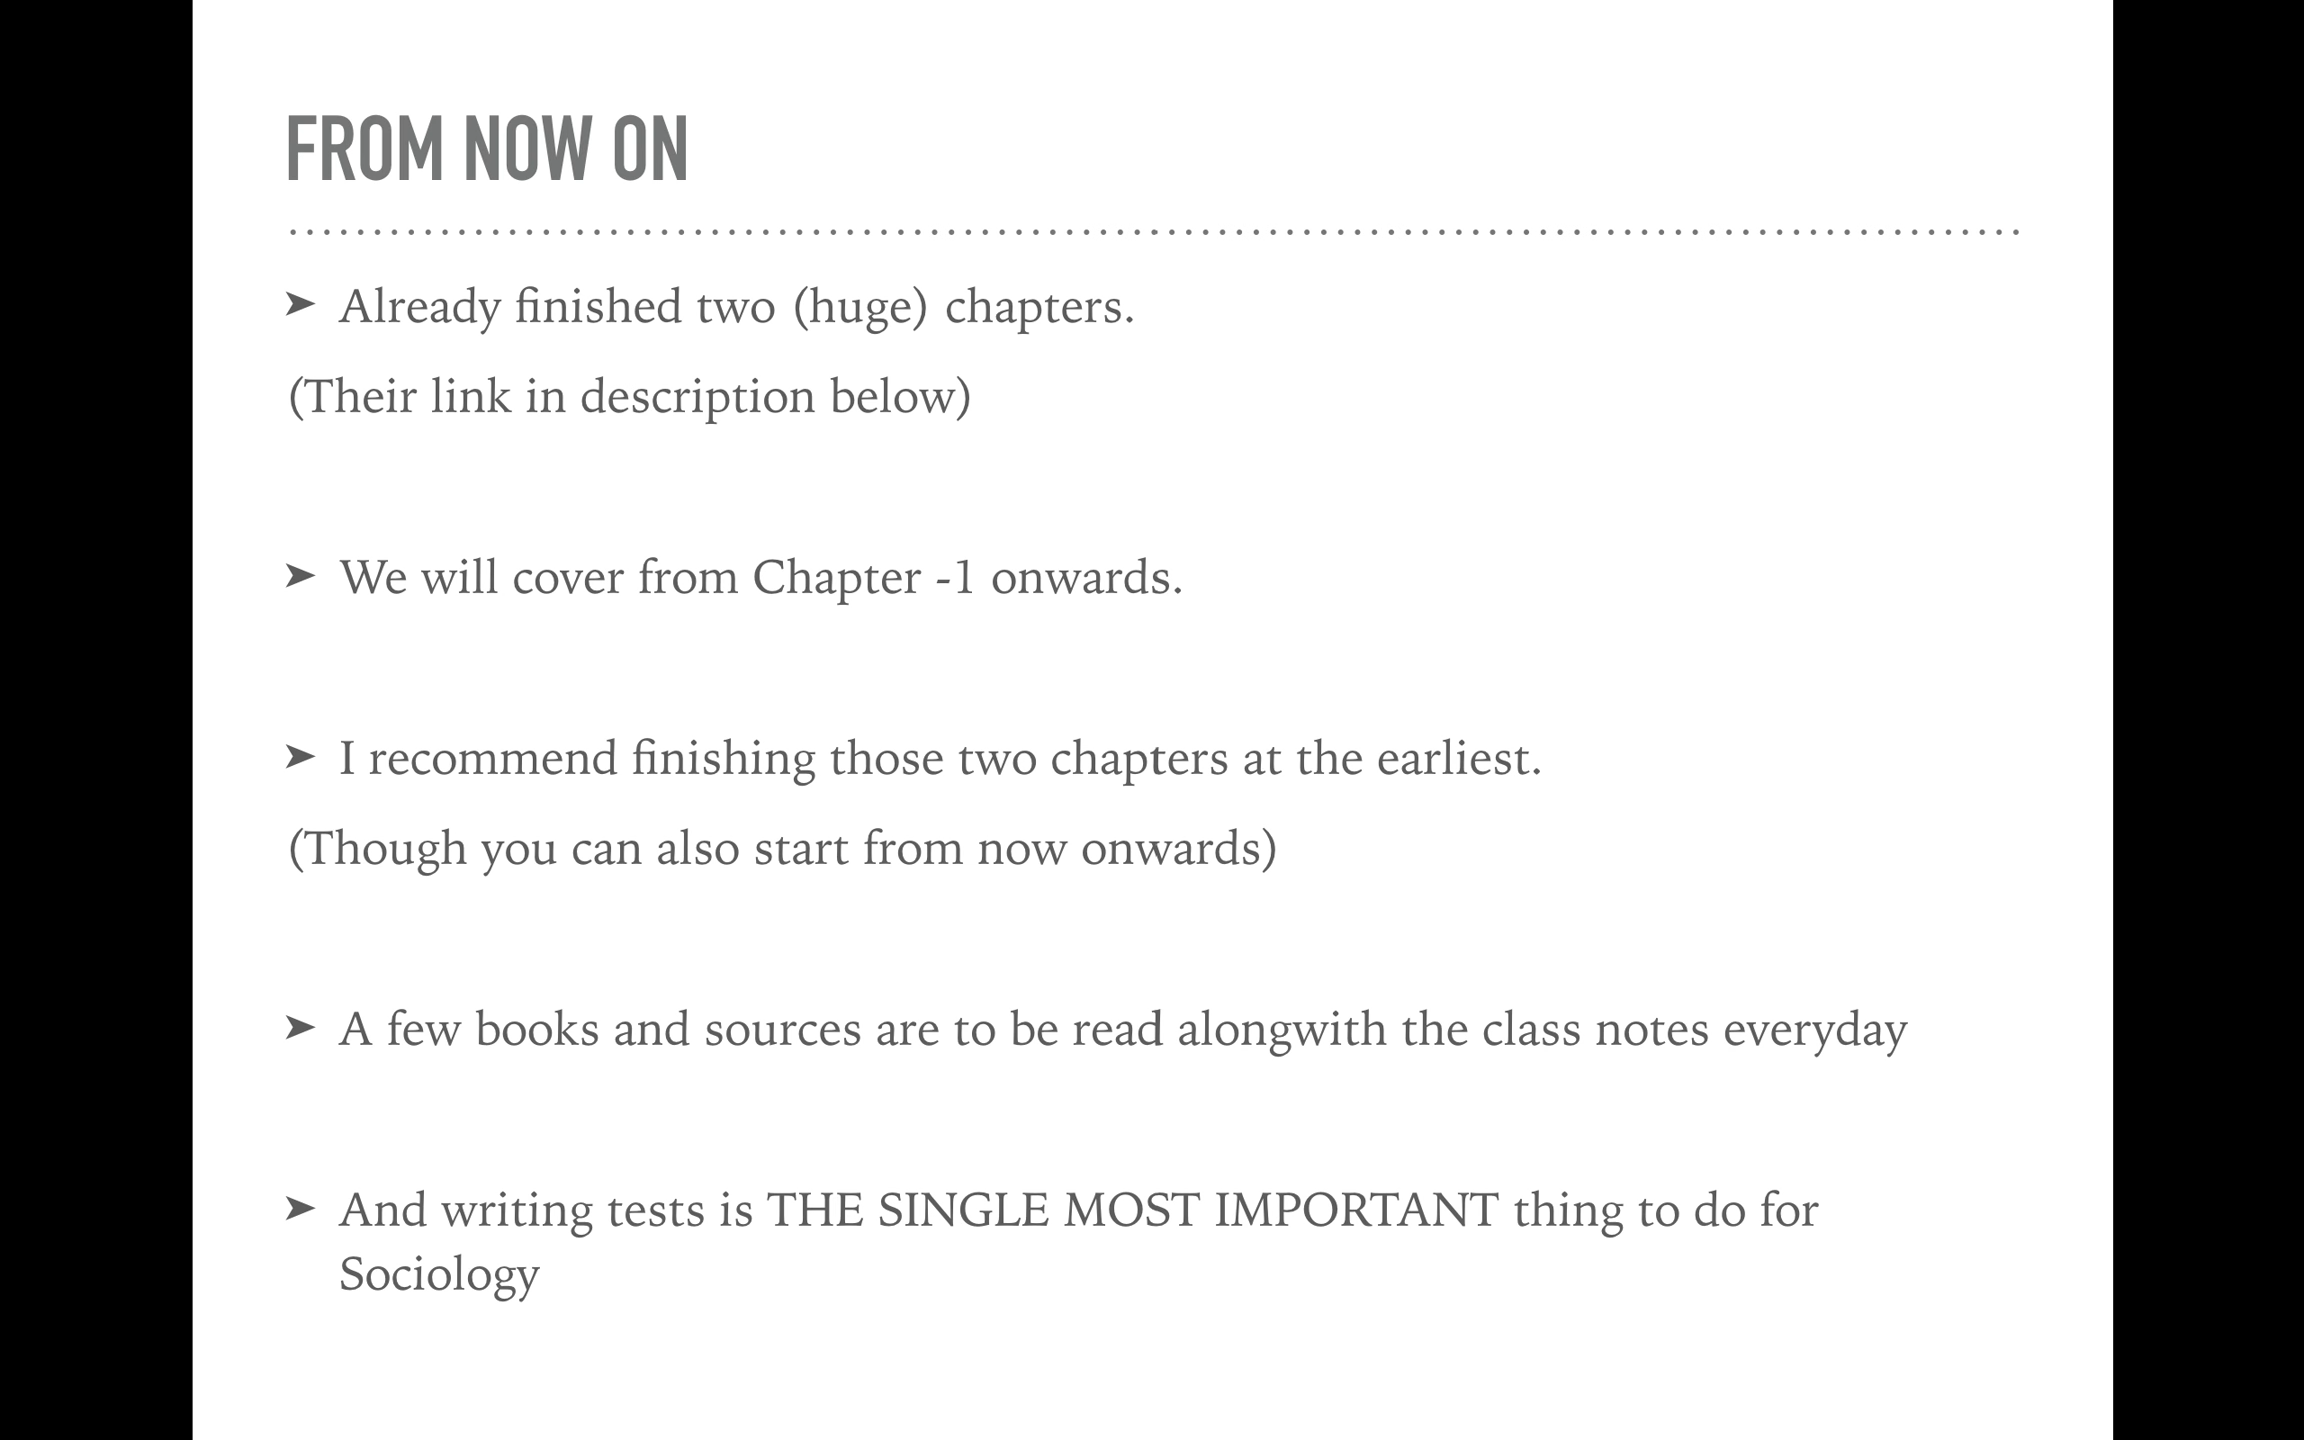 FROM NOW ON
➤ Already finished two (huge) chapters.
(Their link in description below)
➤ We will cover from Chapter -1 onwards.
➤ I recommend finishing those two chapters at the earliest.
(Though you can also start from now onwards)
➤ A few books and sources are to be read alongwith the class notes everyday
➤ And writing tests is THE SINGLE MOST IMPORTANT thing to do for
Sociology